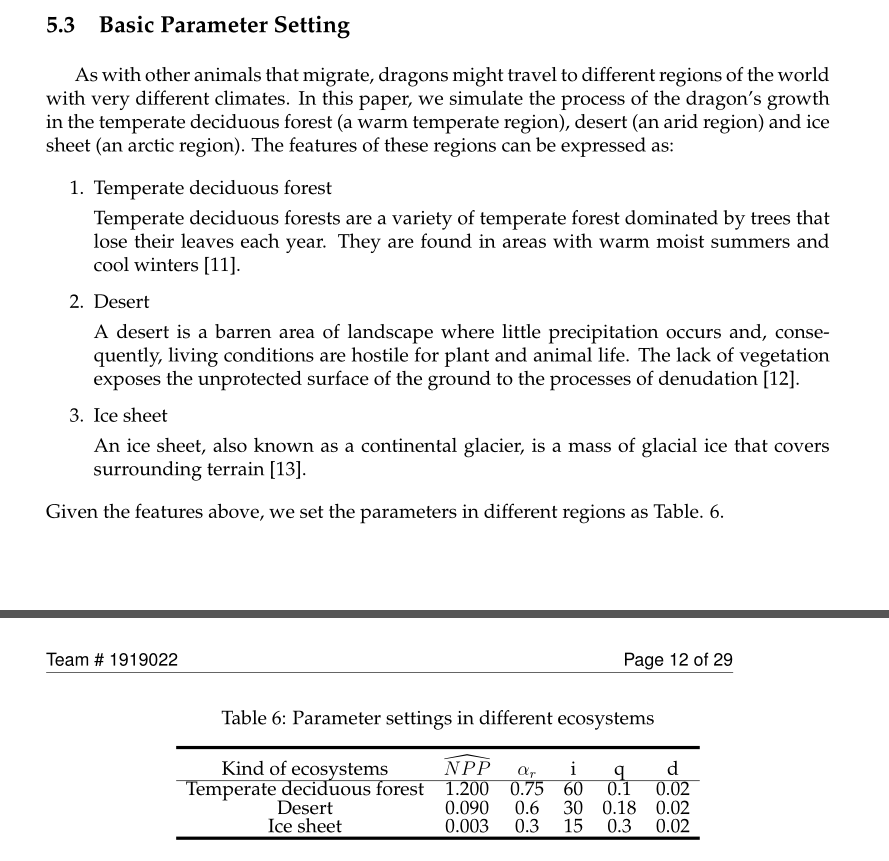 5.3 Basic Parameter Setting
As with other animals that migrate, dragons might travel to different regions of the world
with very different climates. In this paper, we simulate the process of the dragon's growth
in the temperate deciduous forest (a warm temperate region), desert (an arid region) and ice
sheet (an arctic region). The features of these regions can be expressed as:
1. Temperate deciduous forest
Temperate deciduous forests are a variety of temperate forest dominated by trees that
lose their leaves each year. They are found in areas with warm moist summers and
cool winters [11].
2. Desert
A desert is a barren area of landscape where little precipitation occurs and, conse-
quently, living conditions are hostile for plant and animal life. The lack of vegetation
exposes the unprotected surface of the ground to the processes of denudation [12].
3. Ice sheet
An ice sheet, also known as a continental glacier, is a mass of glacial ice that covers
surrounding terrain [13].
Given the features above, we set the parameters in different regions as Table. 6.
Team # 1919022 Page 12 of 29
Table 6: Parameter settings in different ecosystems
Kind of ecosystems \widehat{NPP} α_r i q d
Temperate deciduous forest 1.200 0.75 60 0.1 0.02
Desert 0.090 0.6 30 0.18 0.02
Ice sheet 0.003 0.3 15 0.3 0.02